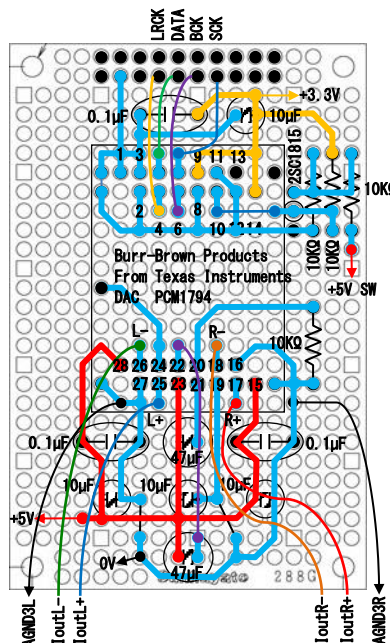 LRCK
DATA
BCK
SCK
+3.3V
0.1μF
10μF
2SC1815
1 3 9 11 13
10KΩ
2 8
4 6 10 12 14
10KΩ
10KΩ
Burr-Brown Products
From Texas Instruments
DAC PCM1794
+5V SW
L- R-
10KΩ
28 26 24 22 20 18 16
27 25 23 21 19 17 15
L+ R+
0.1μF 0.1μF
47μF
10μF 10μF 10μF
+5V
0V
47μF
288G
AGND3L
IoutL-
IoutL+
IoutR-
IoutR+
AGND3R